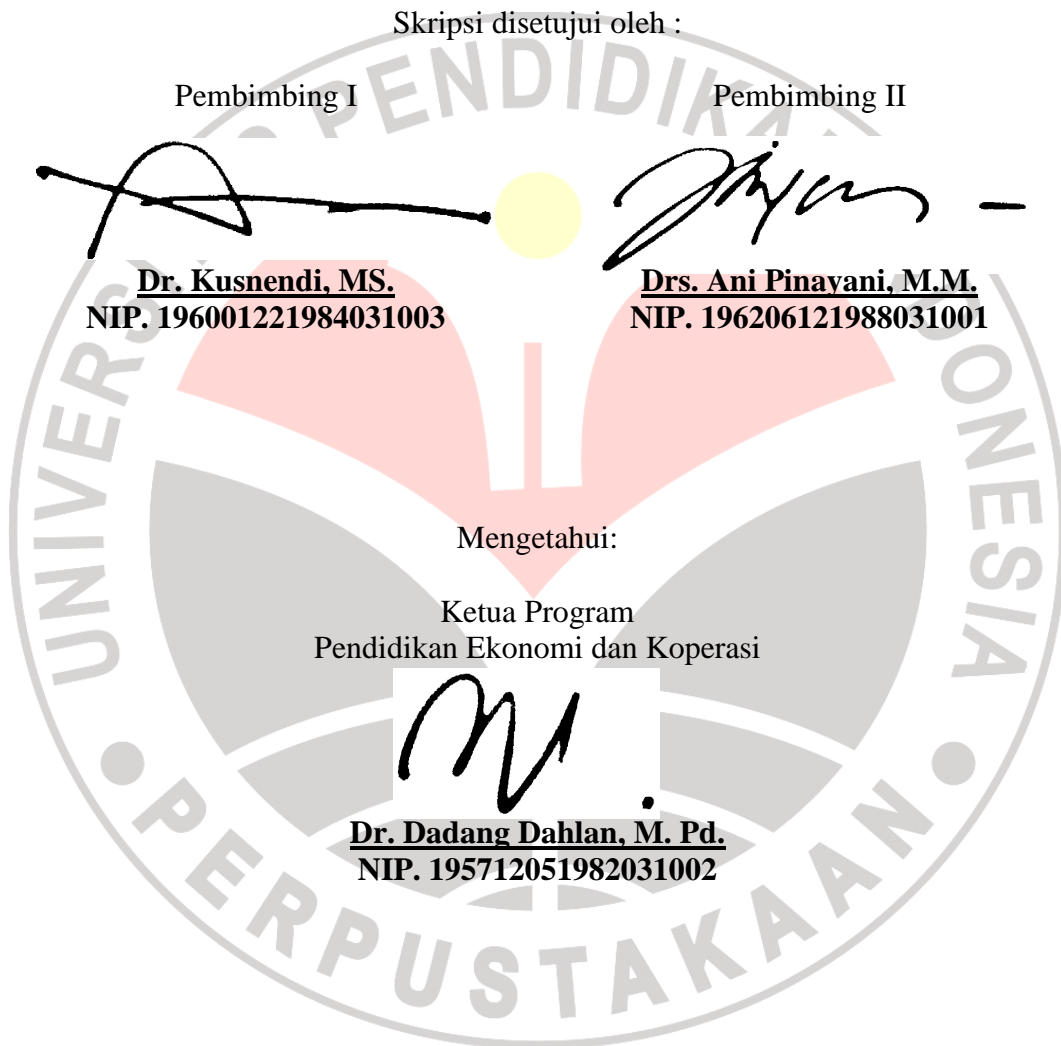 Skripsi disetujui oleh :
Pembimbing I
Pembimbing II
Dr. Kusnendi, MS.
NIP. 196001221984031003
Drs. Ani Pinayani, M.M.
NIP. 196206121988031001
Mengetahui:
Ketua Program
Pendidikan Ekonomi dan Koperasi
Dr. Dadang Dahlan, M. Pd.
NIP. 195712051982031002
PERPUSTAKAAN